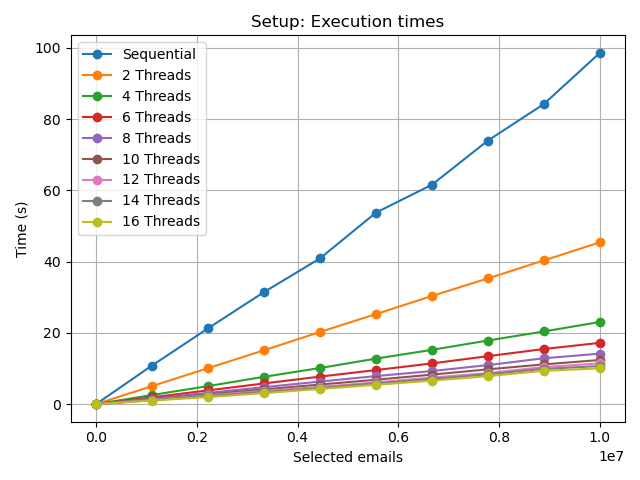 Setup: Execution times
100
80
60
40
20
0
Time (s)
Sequential
2 Threads
4 Threads
6 Threads
8 Threads
10 Threads
12 Threads
14 Threads
16 Threads
0.0 0.2 0.4 0.6 0.8 1.0
1e7
Selected emails